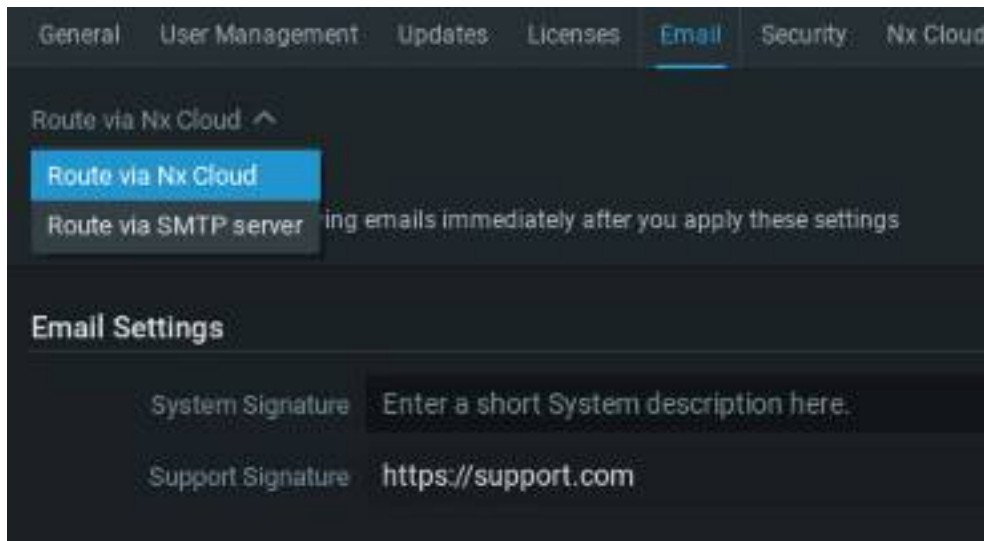 General User Management Updates Licenses Email Security Nx Cloud
Route via Nx Cloud
Route via Nx Cloud
Route via SMTP server ing emails immediately after you apply these settings
Email Settings
System Signature Enter a short System description here.
Support Signature https://support.com